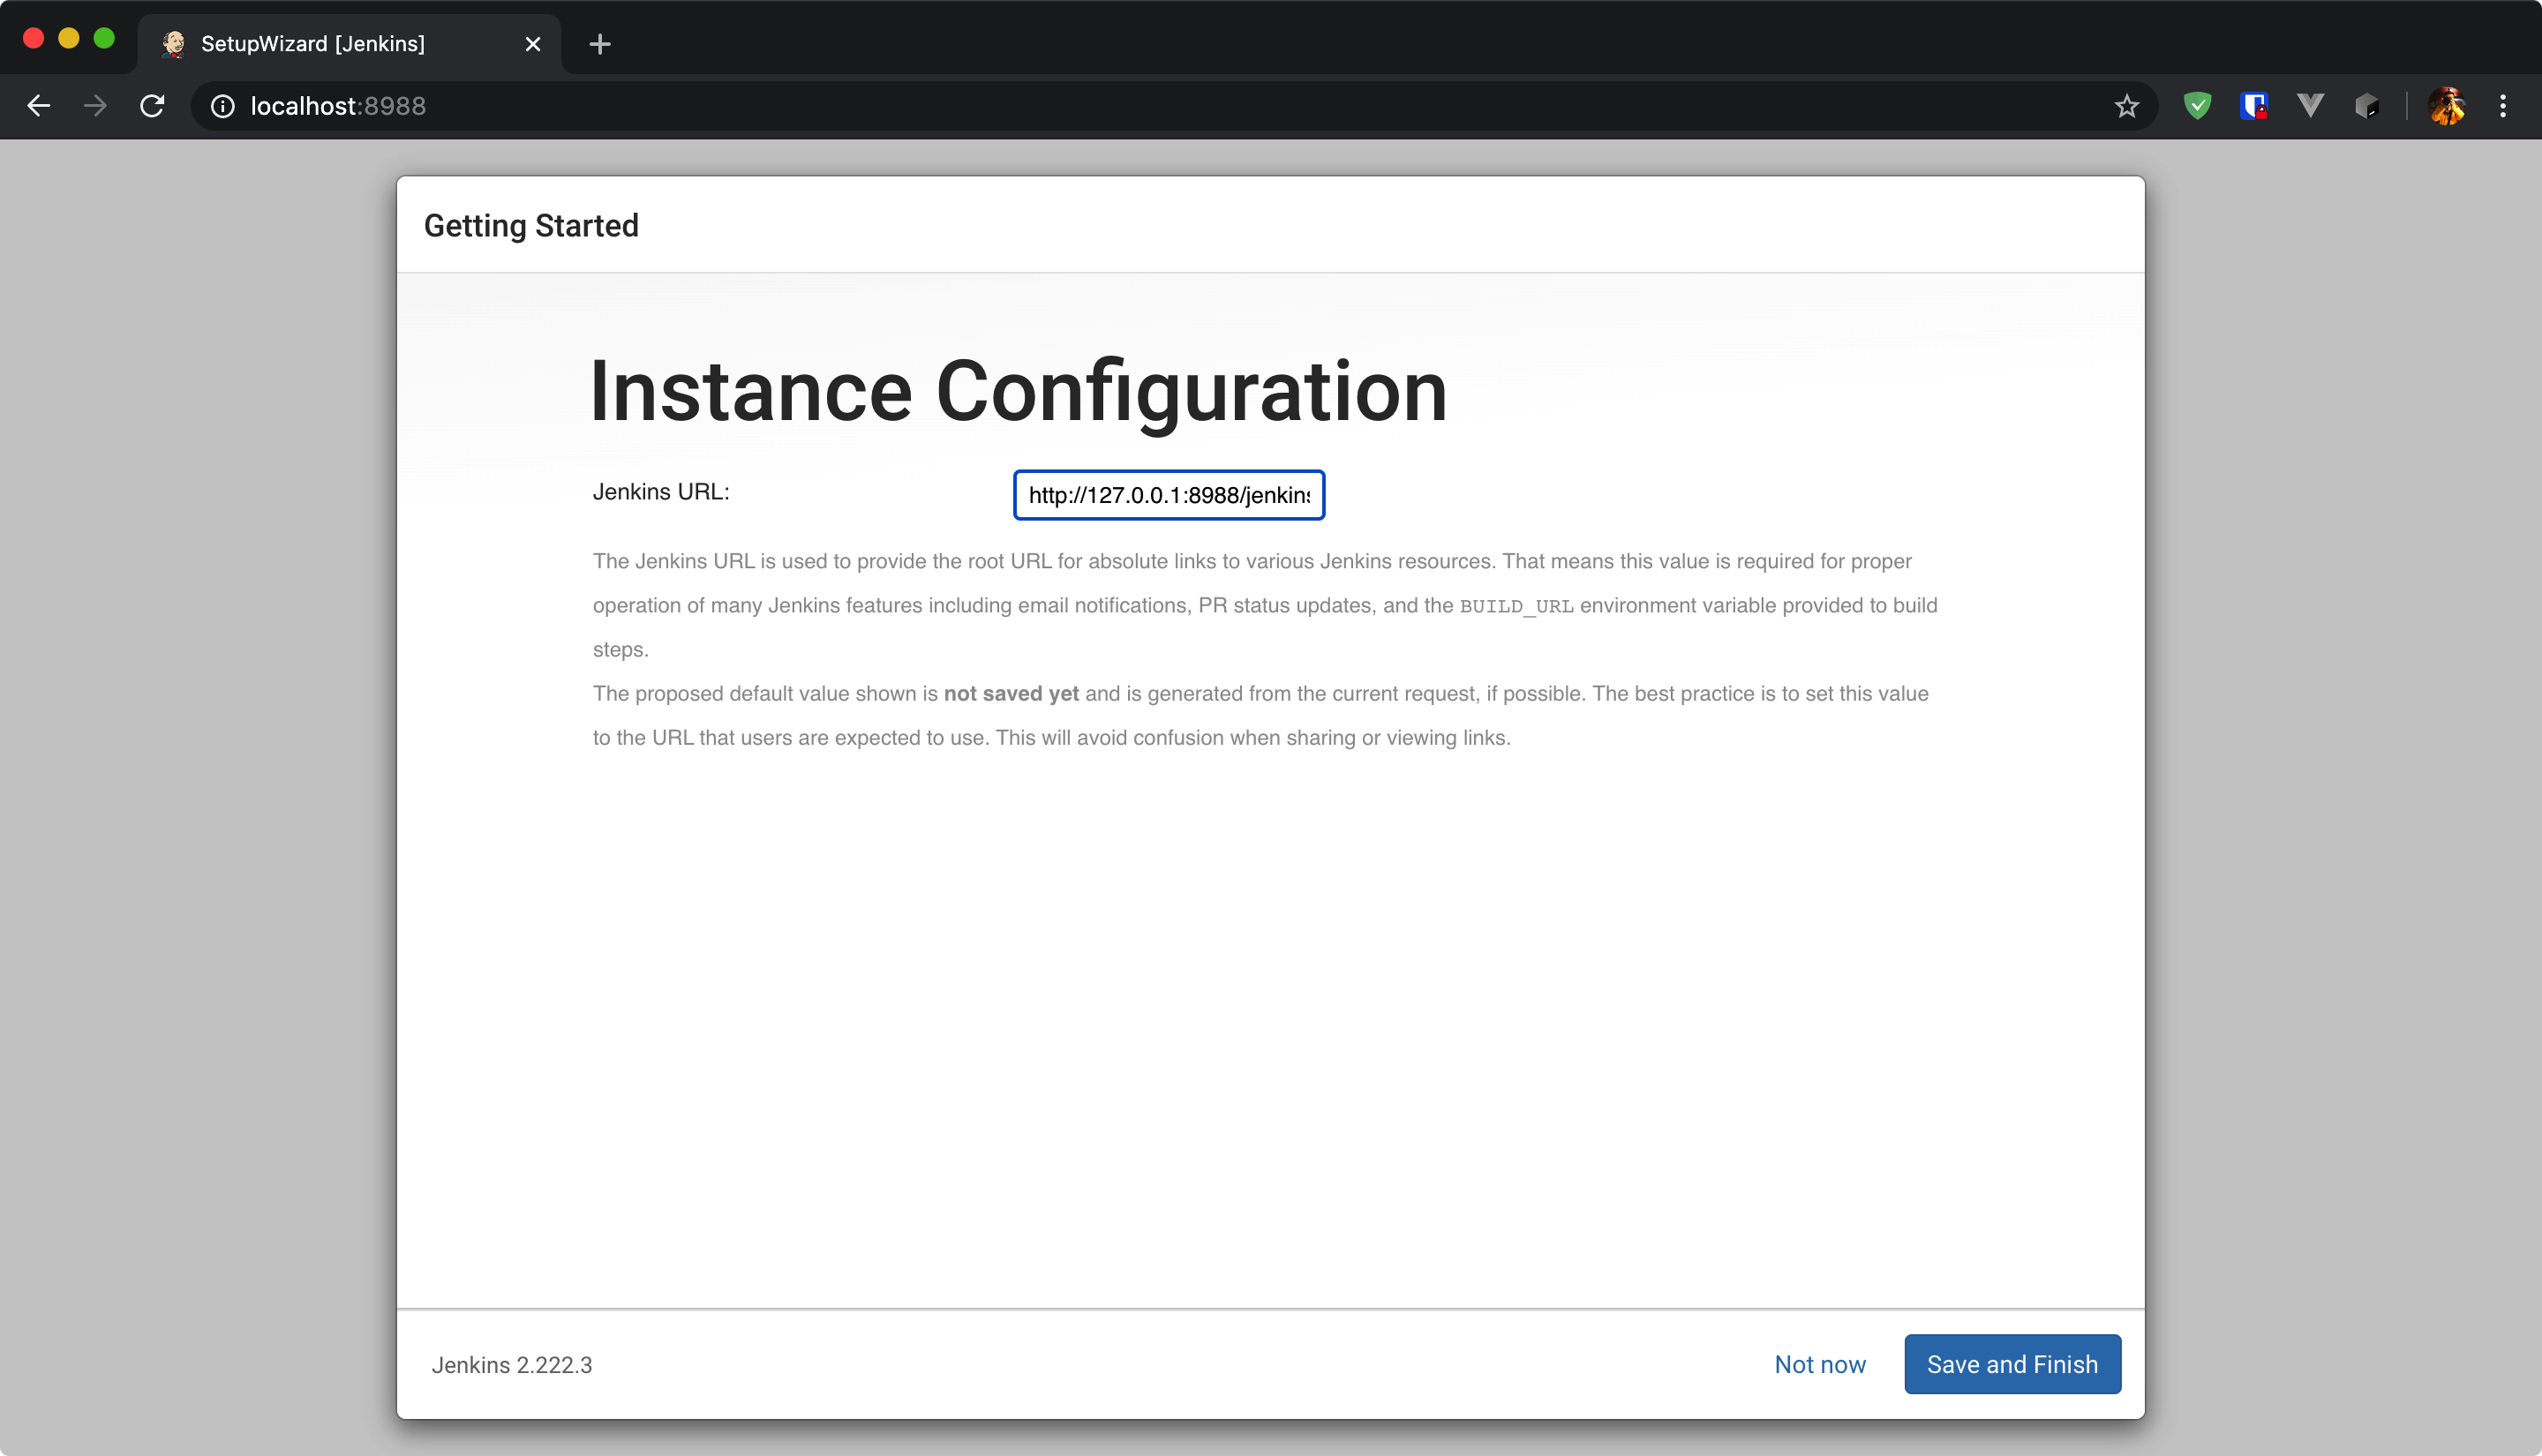 SetupWizard [Jenkins]
localhost:8988
Getting Started
Instance Configuration
Jenkins URL:
http://127.0.0.1:8988/jenkins
The Jenkins URL is used to provide the root URL for absolute links to various Jenkins resources. That means this value is required for proper
operation of many Jenkins features including email notifications, PR status updates, and the BUILD_URL environment variable provided to build
steps.
The proposed default value shown is not saved yet and is generated from the current request, if possible. The best practice is to set this value
to the URL that users are expected to use. This will avoid confusion when sharing or viewing links.
Jenkins 2.222.3
Not now
Save and Finish